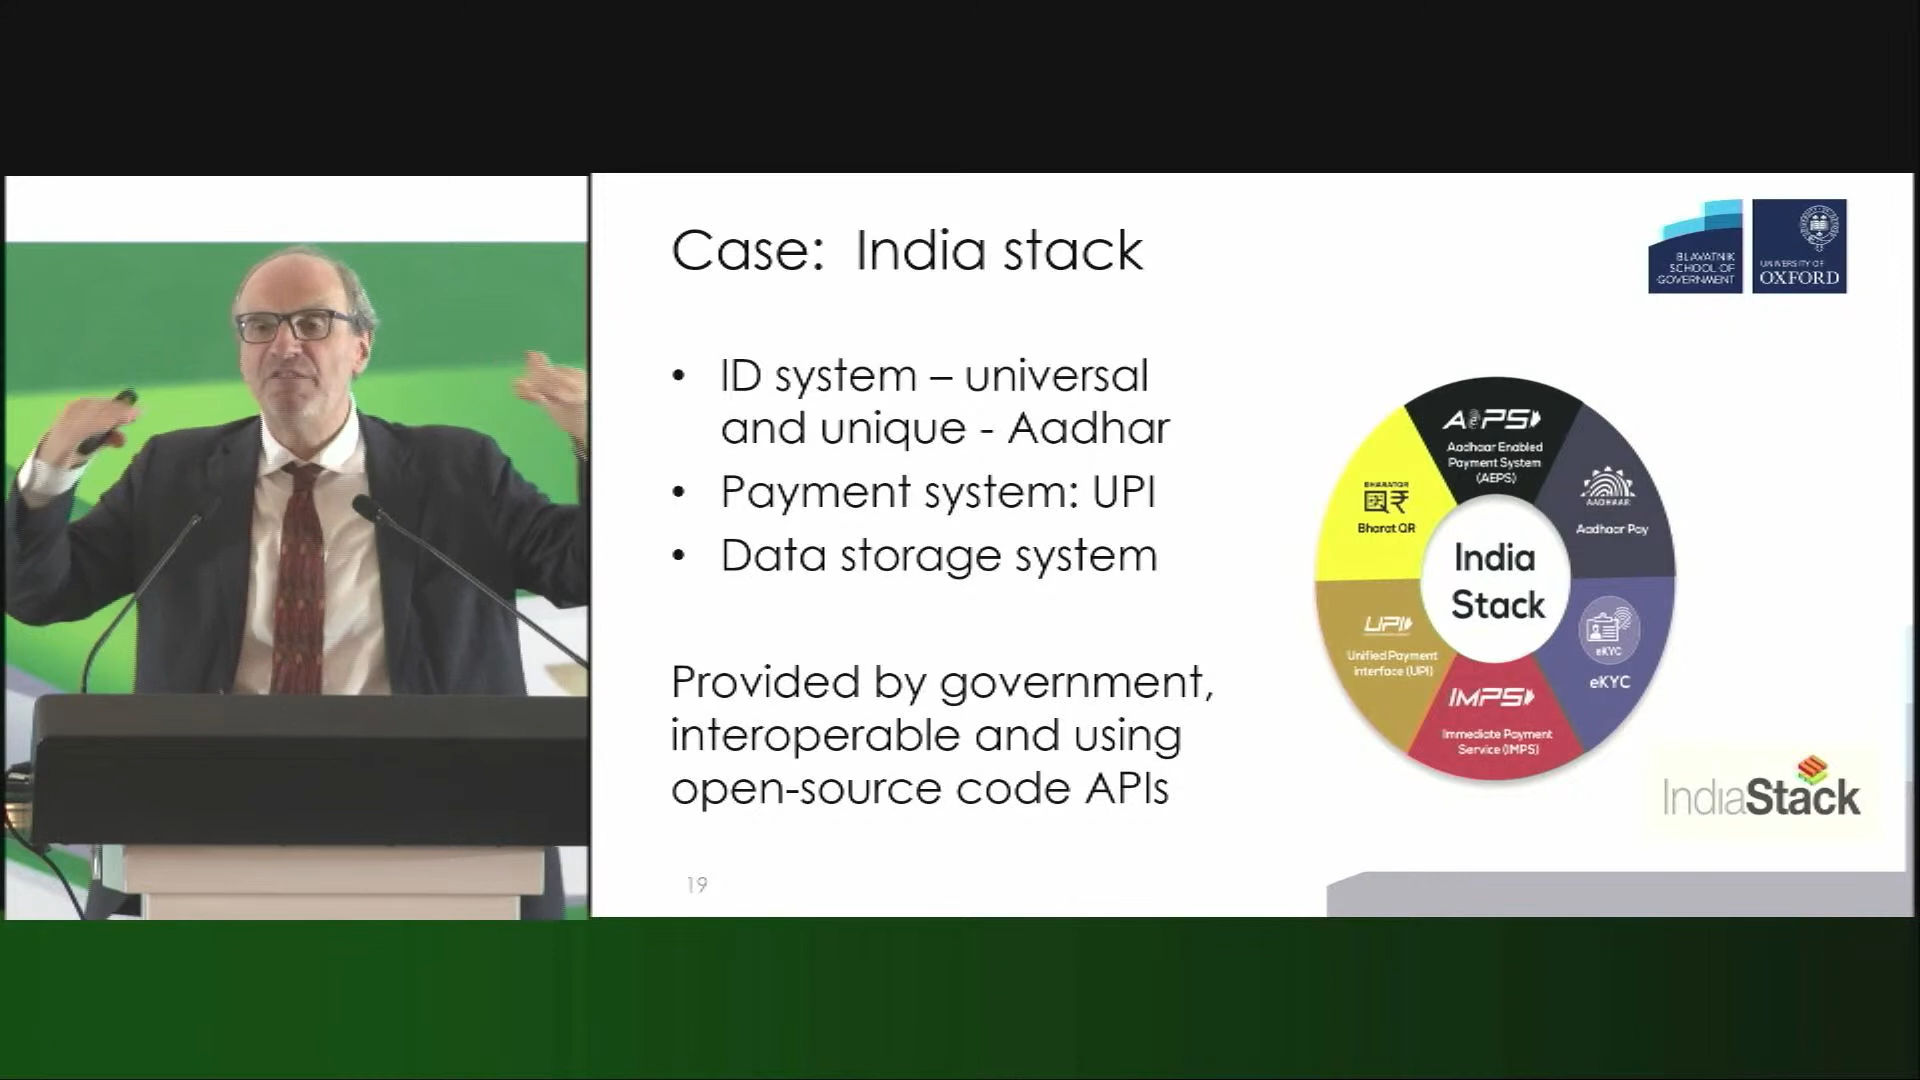 Case: India stack
BLAVATNIK
SCHOOL OF
GOVERNMENT
UNIVERSITY OF
OXFORD
• ID system – universal
and unique - Aadhar
• Payment system: UPI
• Data storage system
Provided by government,
interoperable and using
open-source code APIs
AePS
Aadhaar Enabled
Payment System
(AEPS)
AADHAAR
Aadhaar Pay
eKYC
eKYC
IMPS
Immediate Payment
Service (IMPS)
UPI
Unified Payment
interface (UPI)
BHARATQR
Bharat QR
India
Stack
IndiaStack
19